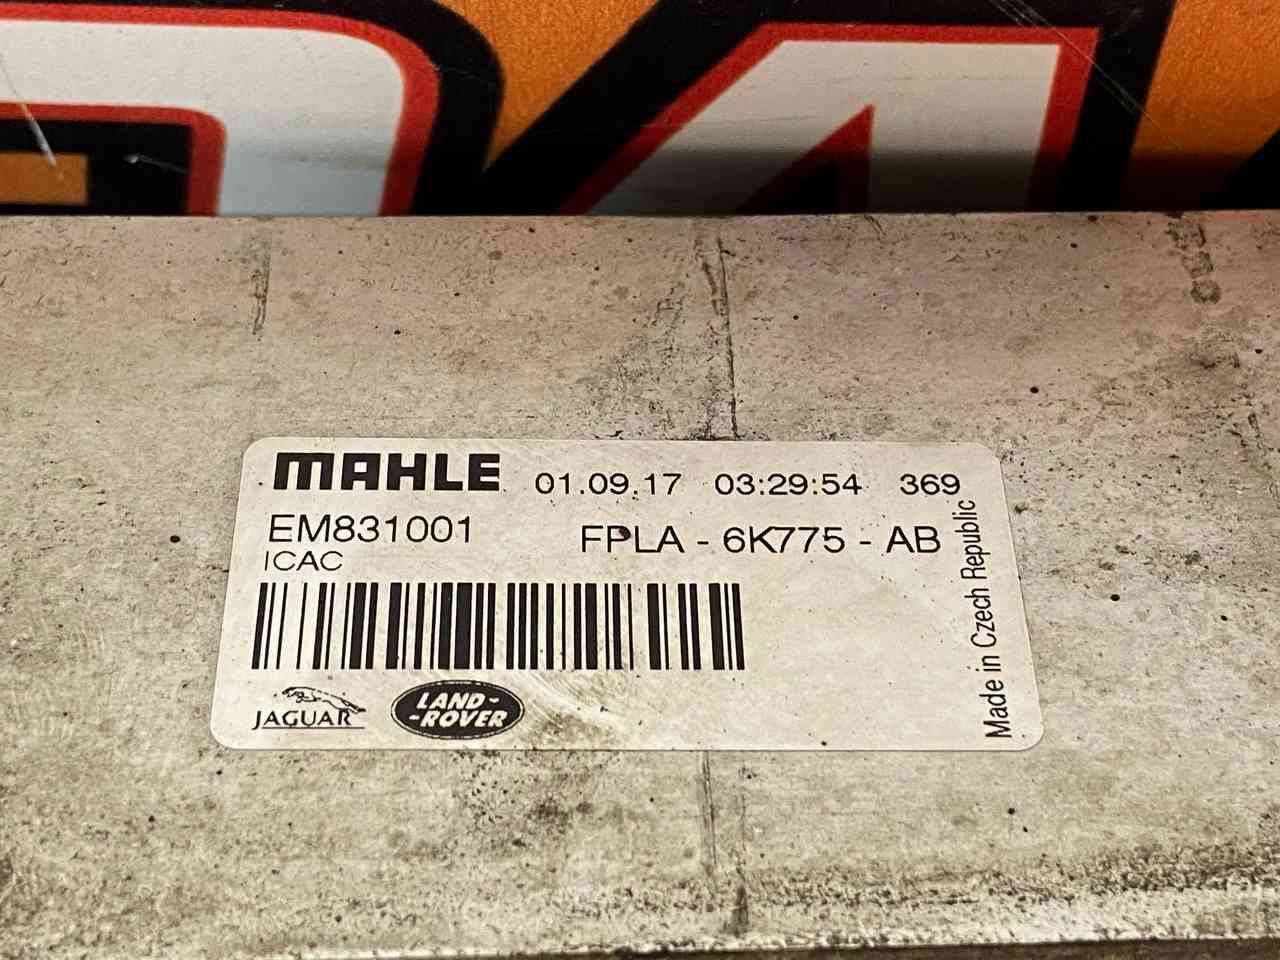 MAHLE 01.09.17 03:29:54 369
EM831001 FPLA - 6K775 - AB
ICAC
JAGUAR LAND-
-ROVER
Made in Czech Republic